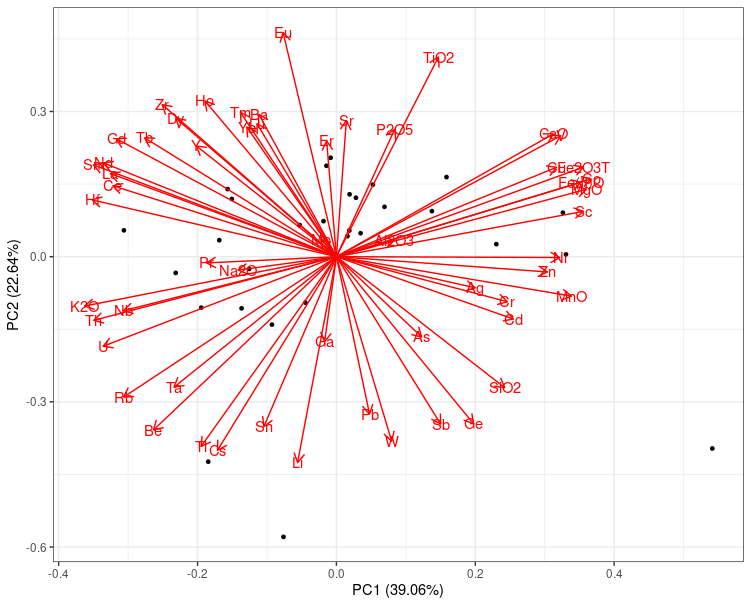 Eu
TiO2
Zr
Ho
0.3
Dy
Tm
Ba
Sr
P2O5
Gd
Tb
Y
Er
Nd
Fe2O3T
La
Ce
MgO
Hf
Sc
Al2O3
0.0
Na2O
Ni
Zn
K2O
Nb
Th
Ag
MnO
Cd
U
As
Ga
Ta
SiO2
-0.3
Rb
Pb
Be
Sn
Sb
Ge
Tl
Cs
W
Li
-0.6
-0.4
-0.2
0.0
0.2
0.4
PC1 (39.06%)
PC2 (22.64%)